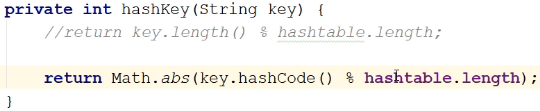 private int hashKey(String key) {
//return key.length() % hashtable.length;
return Math.abs(key.hashCode() % hashtable.length);
}